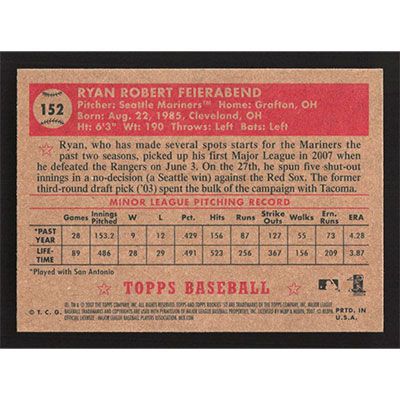 152
RYAN ROBERT FEIERABEND
Pitcher: Seattle Mariners™ Home: Grafton, OH
Born: Aug. 22, 1985, Cleveland, OH
Ht: 6'3" Wt: 190 Throws: Left Bats: Left
☆ Ryan, who has made several spot starts for the Mariners the
past two seasons, picked up his first Major League in 2007 when
he defeated the Rangers on June 3. On the 27th, he spun five shut-out
innings in a no-decision (a Seattle win) against the Red Sox. The
former third-round draft pick ('03) spent the bulk of the campaign with Tacoma.
MINOR LEAGUE PITCHING RECORD
Games Innings Pitched W L Pct. Hits Runs Strike Outs Walks Ern. Runs ERA
*PAST YEAR 28 153.2 9 12 .429 156 87 127 55 73 4.28
LIFE-TIME 89 486 28 29 .491 523 256 367 156 209 3.87
*Played with San Antonio
☆ TOPPS BASEBALL ☆
© T. C. G.
PRTD. IN
U.S.A.